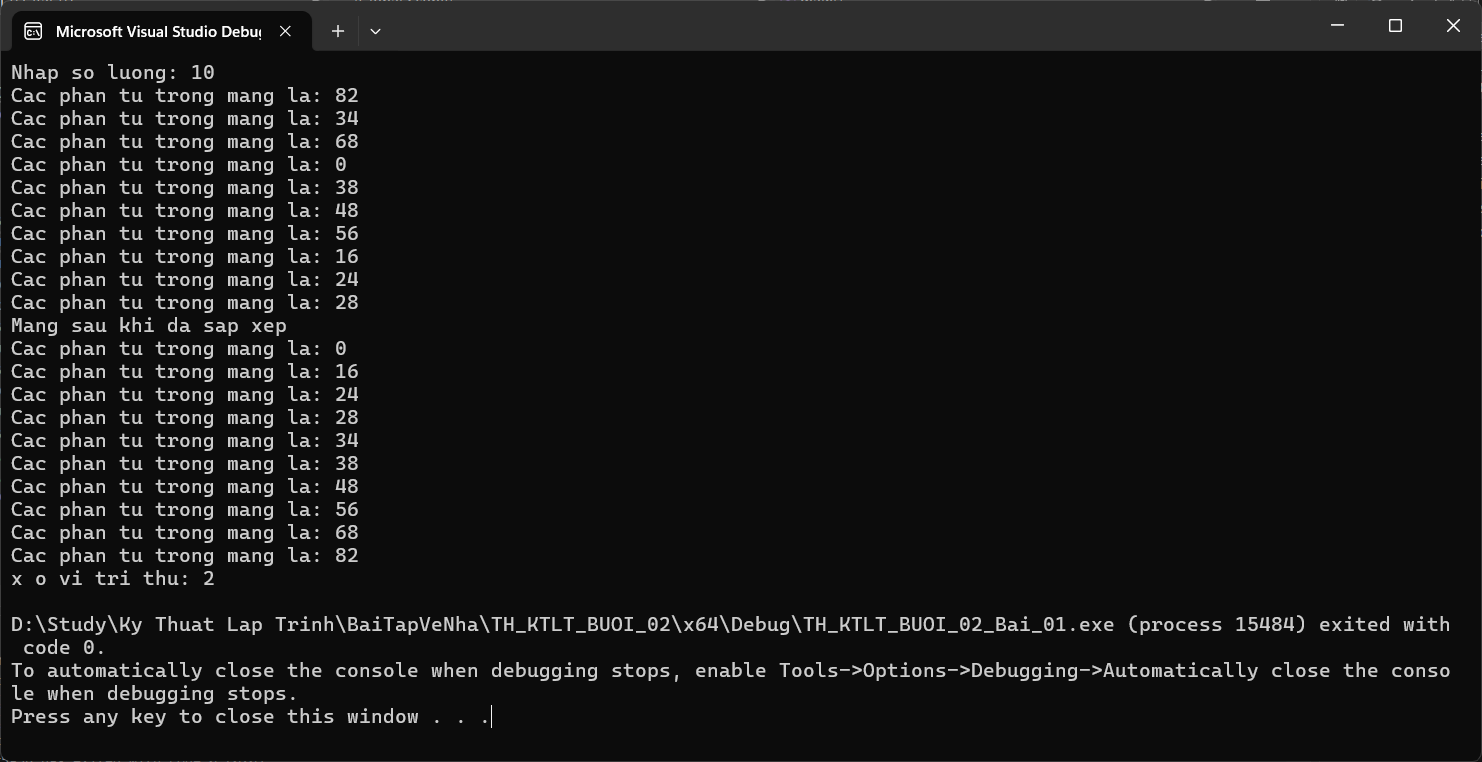 Microsoft Visual Studio Debu
Nhap so luong: 10
Cac phan tu trong mang la: 82
Cac phan tu trong mang la: 34
Cac phan tu trong mang la: 68
Cac phan tu trong mang la: 0
Cac phan tu trong mang la: 38
Cac phan tu trong mang la: 48
Cac phan tu trong mang la: 56
Cac phan tu trong mang la: 16
Cac phan tu trong mang la: 24
Cac phan tu trong mang la: 28
Mang sau khi da sap xep
Cac phan tu trong mang la: 0
Cac phan tu trong mang la: 16
Cac phan tu trong mang la: 24
Cac phan tu trong mang la: 28
Cac phan tu trong mang la: 34
Cac phan tu trong mang la: 38
Cac phan tu trong mang la: 48
Cac phan tu trong mang la: 56
Cac phan tu trong mang la: 68
Cac phan tu trong mang la: 82
x o vi tri thu: 2
D:\Study\Ky Thuat Lap Trinh\BaiTapVeNha\TH_KTLT_BUOI_02\x64\Debug\TH_KTLT_BUOI_02_Bai_01.exe (process 15484) exited with
code 0.
To automatically close the console when debugging stops, enable Tools->Options->Debugging->Automatically close the conso
le when debugging stops.
Press any key to close this window . . .